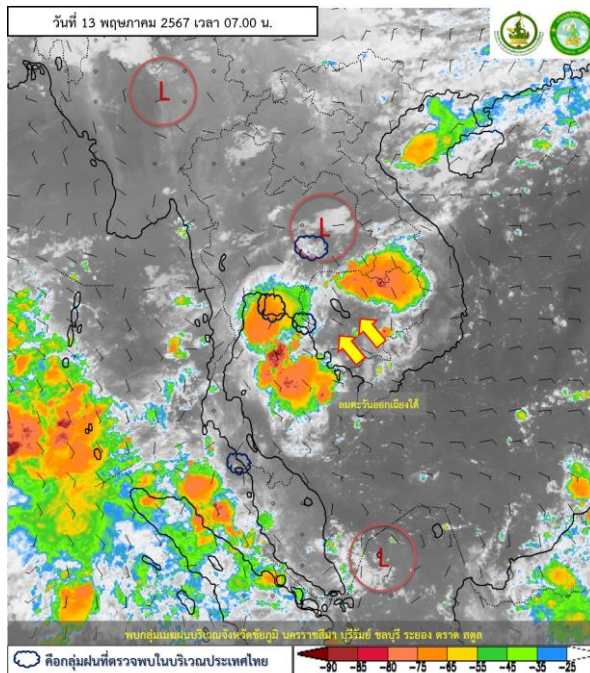 วันที่ 13 พฤษภาคม 2567 เวลา 07.00 น.
L
L
ลมตะวันออกเฉียงใต้
L
พบกลุ่มเมฆฝนบริเวณจังหวัดชัยภูมิ นครราชสีมา บุรีรัมย์ ชลบุรี ระยอง ตราด สตูล
คือกลุ่มฝนที่ตรวจพบในบริเวณประเทศไทย
-90 -85 -80 -75 -65 -55 -45 -35 -25